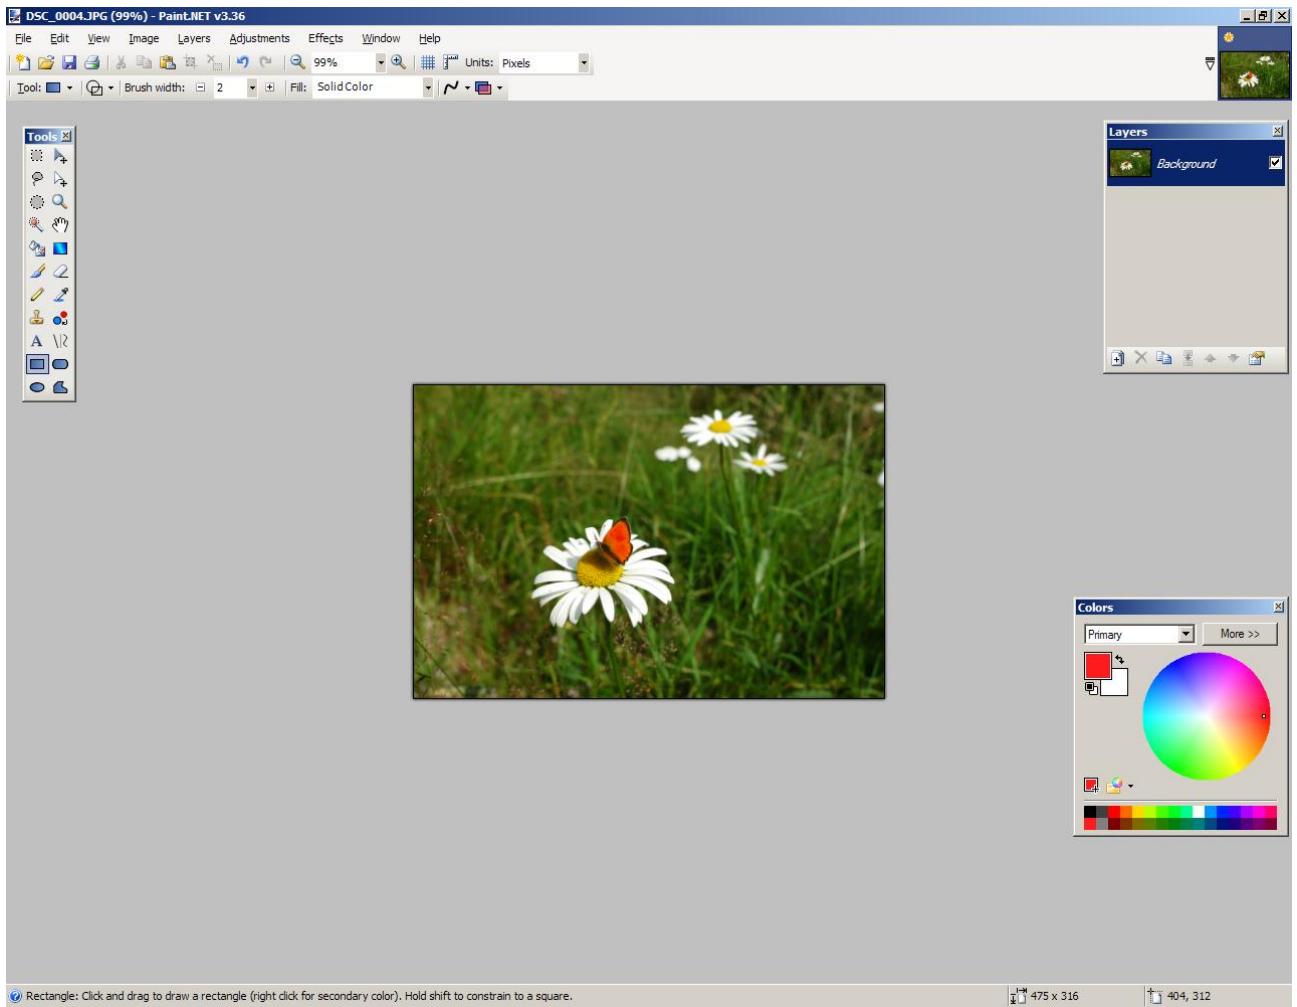 DSC_0004.JPG (99%) - Paint.NET v3.36
File Edit View Image Layers Adjustments Effects Window Help
99% Units: Pixels
Tool: Brush width: 2 Fill: Solid Color
Tools
Layers
Background
Colors
Primary More >>
Rectangle: Click and drag to draw a rectangle (right click for secondary color). Hold shift to constrain to a square. 475 x 316 404, 312